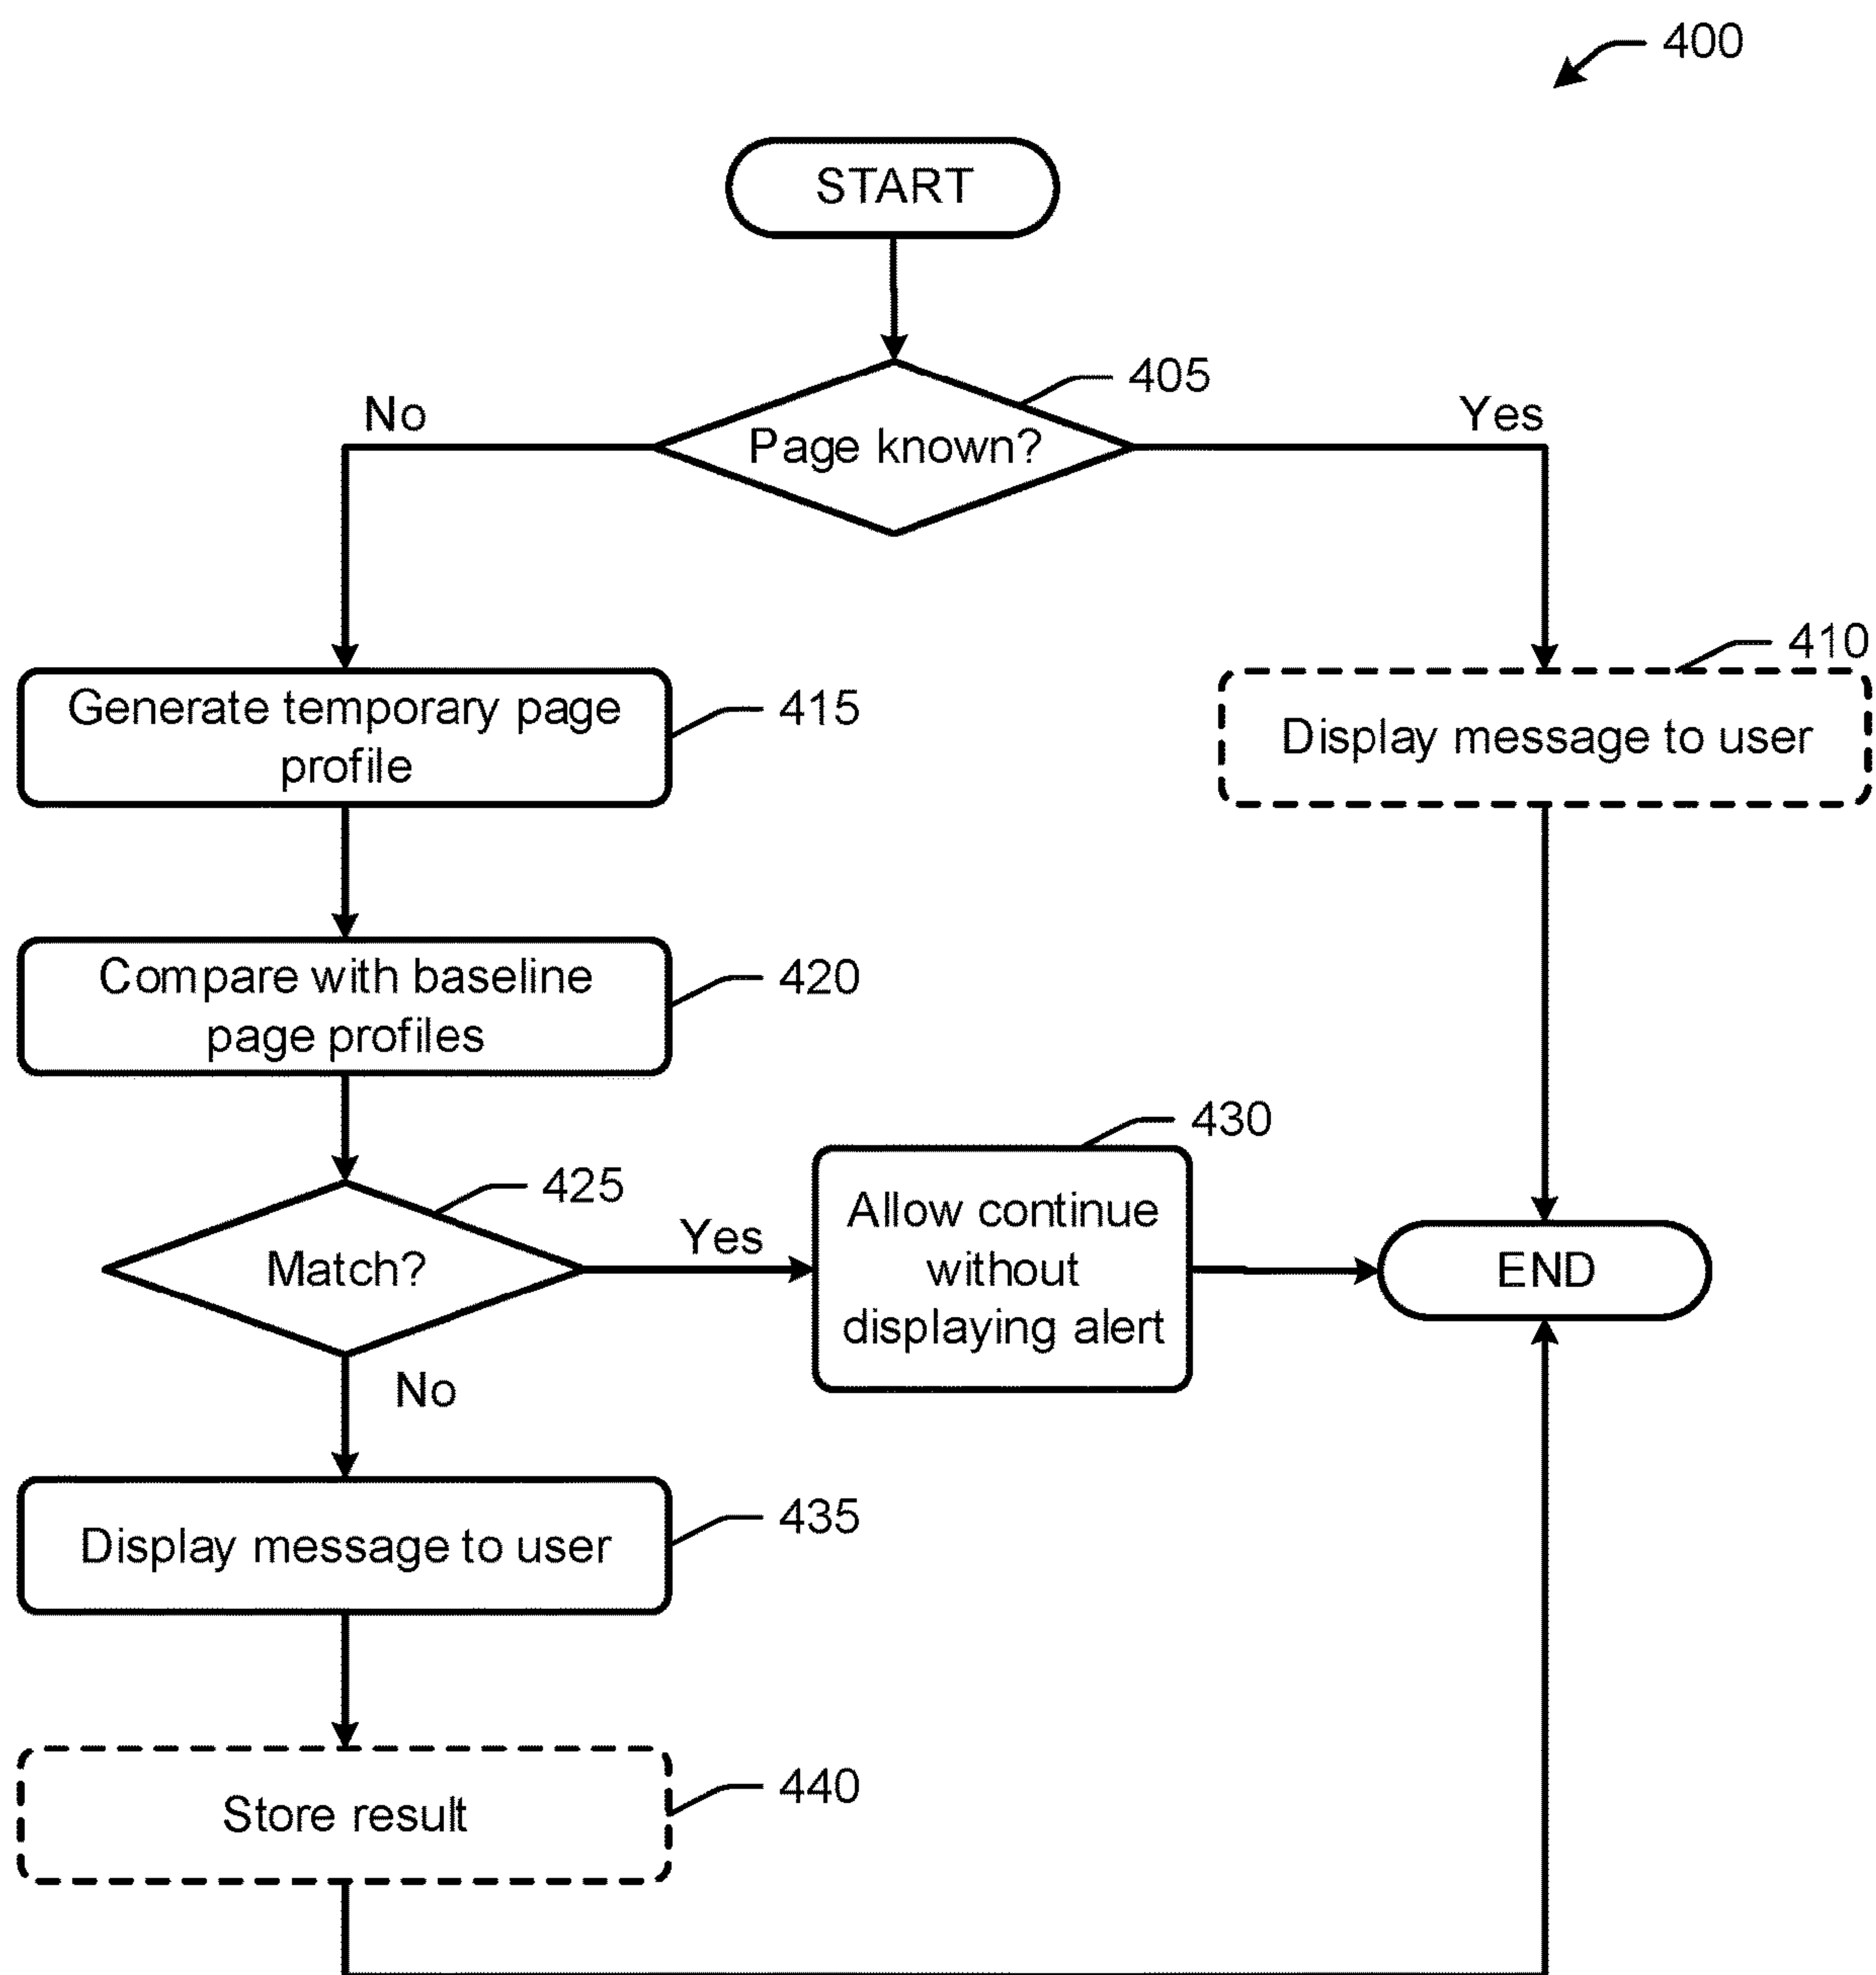 400
START
405
No
Yes
Page known?
410
Generate temporary page
profile
415
Display message to user
Compare with baseline
page profiles
420
430
425
Allow continue
without
displaying alert
Yes
Match?
END
No
435
Display message to user
440
Store result